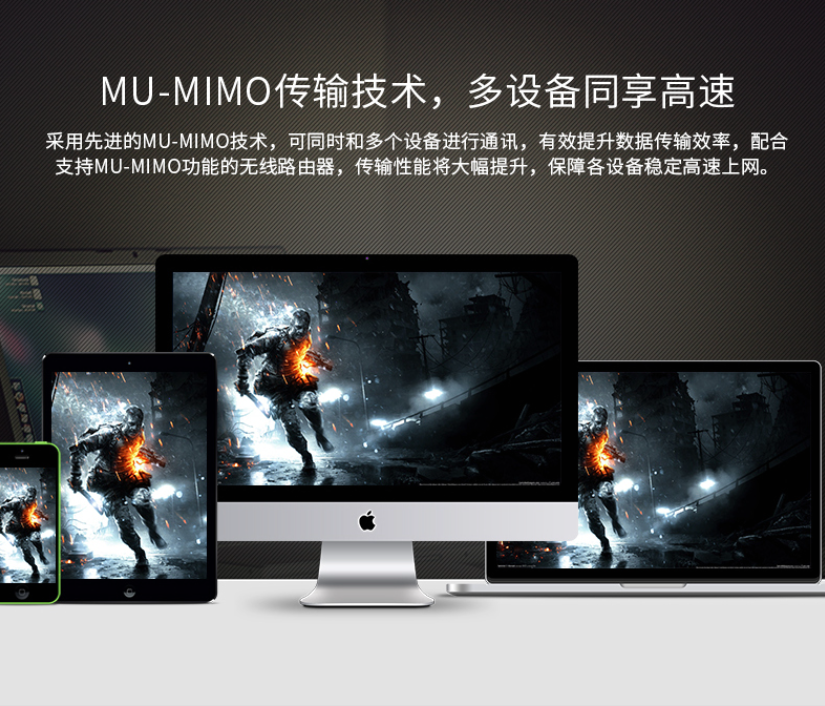 MU-MIMO传输技术，多设备同享高速
采用先进的MU-MIMO技术，可同时和多个设备进行通讯，有效提升数据传输效率，配合
支持MU-MIMO功能的无线路由器，传输性能将大幅提升，保障各设备稳定高速上网。